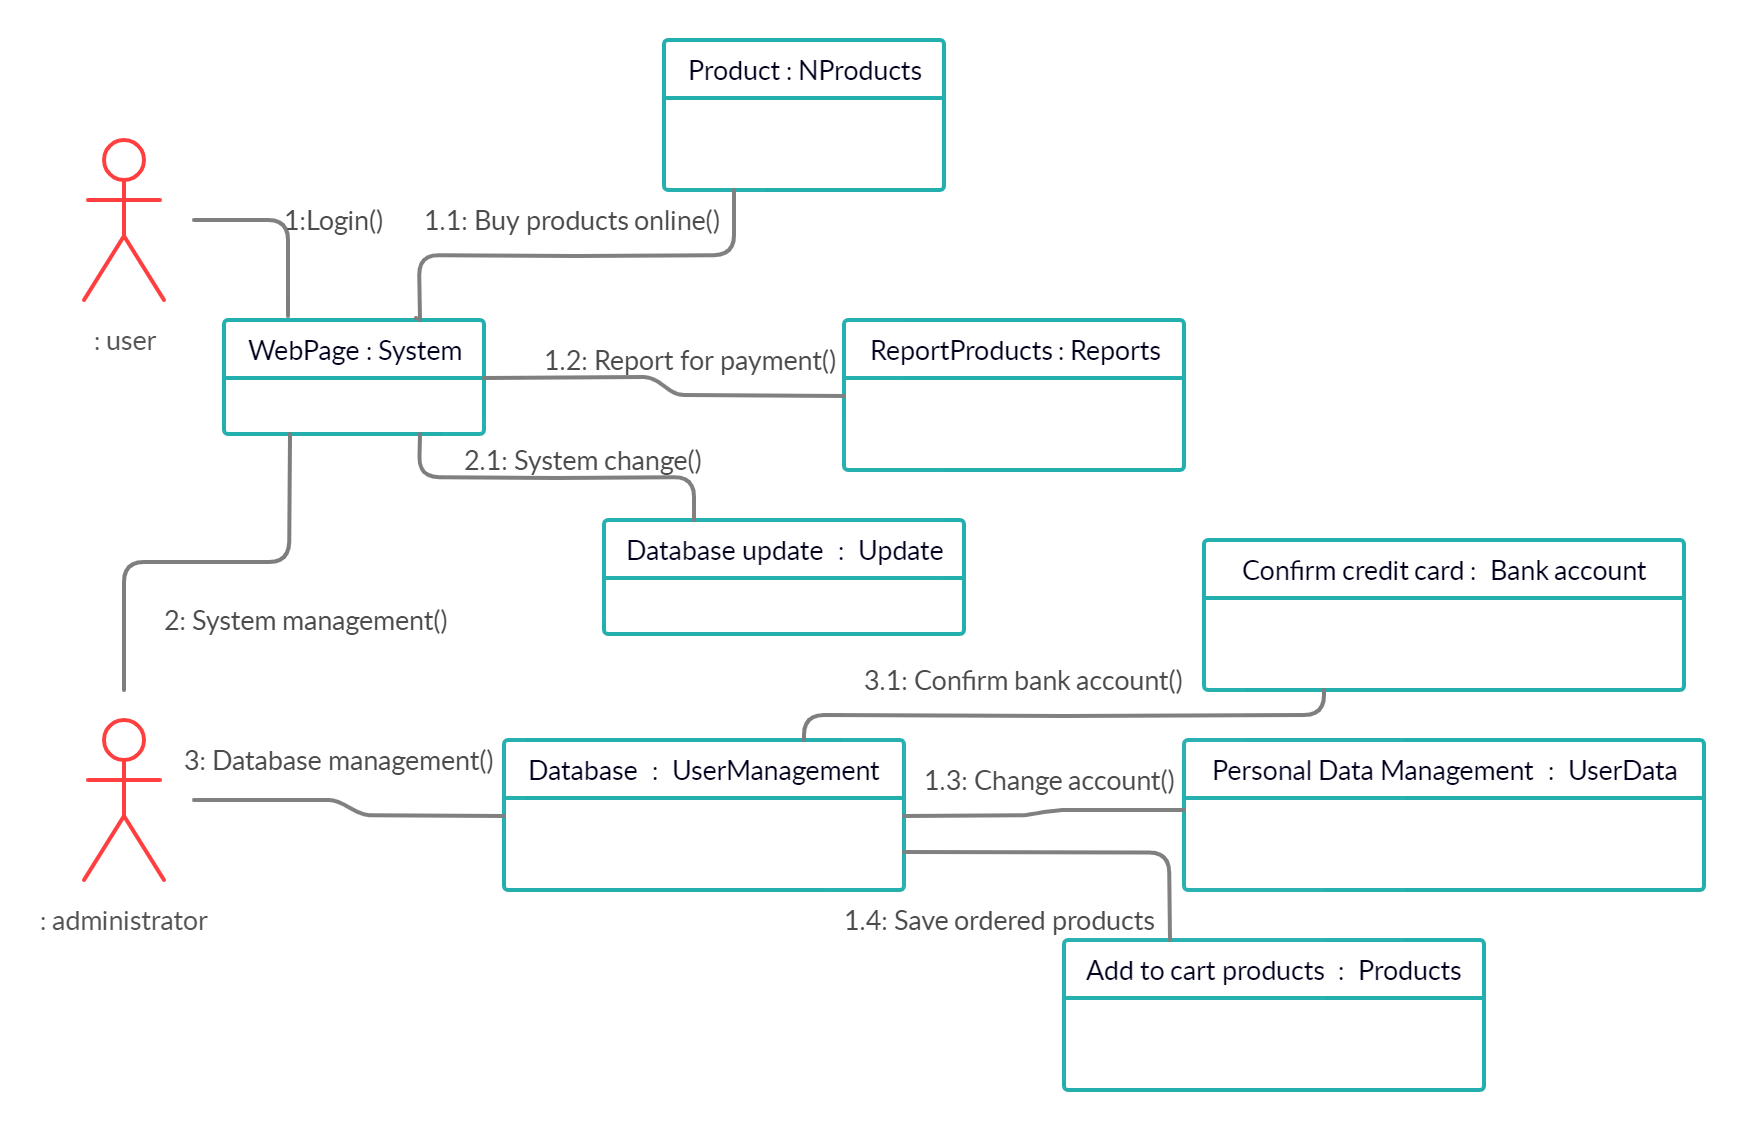 Product : NProducts
1:Login()
1.1: Buy products online()
: user
WebPage : System
1.2: Report for payment()
ReportProducts : Reports
2.1: System change()
Database update : Update
Confirm credit card : Bank account
2: System management()
3.1: Confirm bank account()
3: Database management()
Database : UserManagement
1.3: Change account()
Personal Data Management : UserData
: administrator
1.4: Save ordered products
Add to cart products : Products